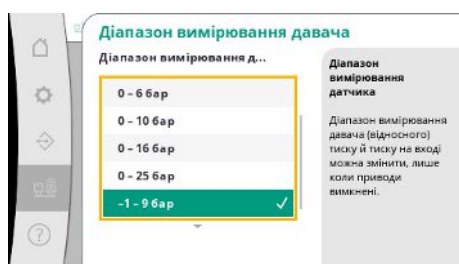 Діапазон вимірювання давача
Діапазон вимірювання д...
0 – 6 бар
0 – 10 бар
0 – 16 бар
0 – 25 бар
–1 – 9 бар
Діапазон
вимірювання
датчика
Діапазон вимірювання
давача (відносного)
тиску й тиску на вході
можна змінити, лише
коли приводи
вимкнені.
?